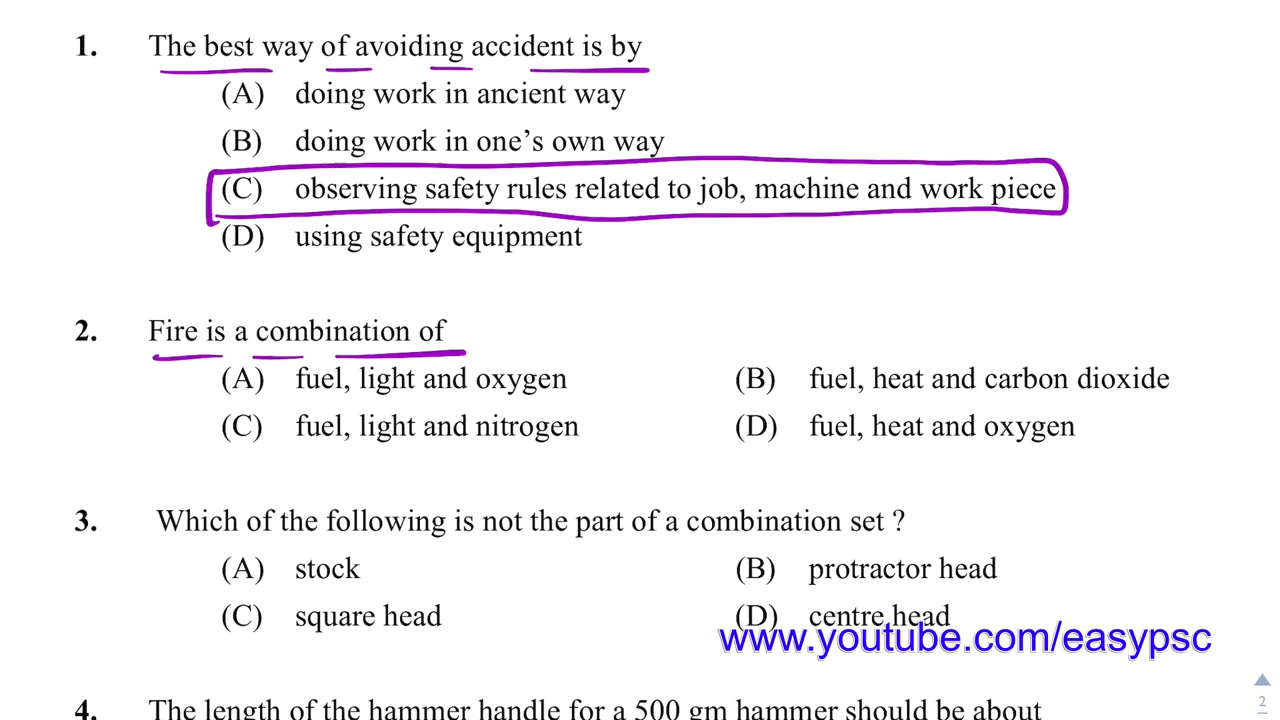 1. The best way of avoiding accident is by
(A) doing work in ancient way
(B) doing work in one’s own way
(C) observing safety rules related to job, machine and work piece
(D) using safety equipment
2. Fire is a combination of
(A) fuel, light and oxygen (B) fuel, heat and carbon dioxide
(C) fuel, light and nitrogen (D) fuel, heat and oxygen
3. Which of the following is not the part of a combination set ?
(A) stock (B) protractor head
(C) square head (D) centre head
www.youtube.com/easypsc
2
4. The length of the hammer handle for a 500 gm hammer should be about